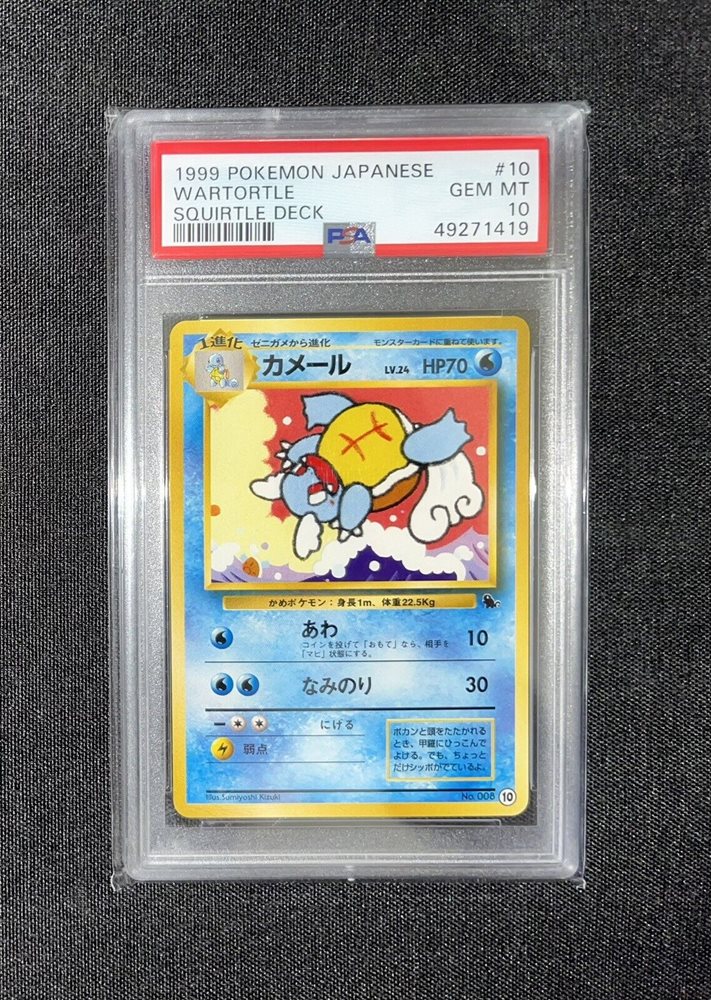 1999 POKEMON JAPANESE #10
WARTORTLE GEM MT
SQUIRTLE DECK 10
PSA 49271419
1進化 ゼニガメから進化 モンスターカードに重ねて使います。
カメール LV.24 HP70
かめポケモン：身長1m、体重22.5Kg
あわ 10
コインを投げて「おもて」なら、相手を
「マヒ」状態にする。
なみのり 30
にげる
弱点
ポカンと頭をたたかれる
とき、甲羅にひっこんで
よける。でも、ちょっと
だけシッポがでているよ。
Illus.Sumiyoshi Kizuki No. 008 10